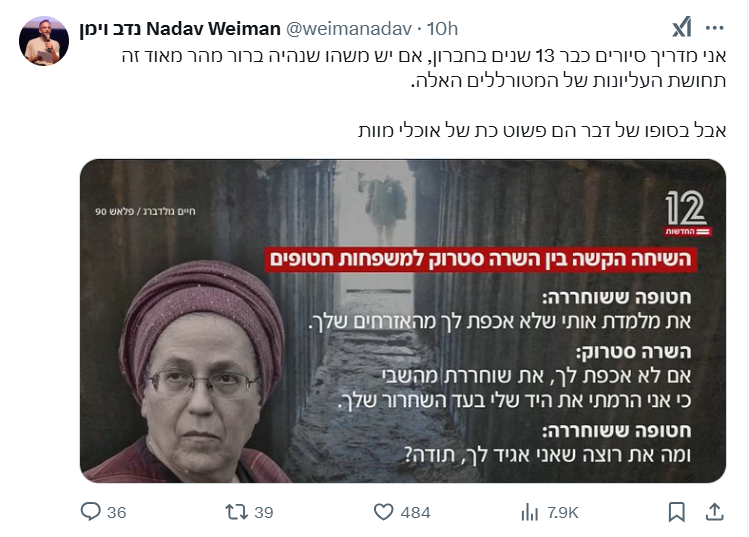 נדב וימן Nadav Weiman @weimanadav · 10h
אני מדריך סיורים כבר 13 שנים בחברון, אם יש משהו שנהיה ברור מהר מאוד זה
תחושת העליונות של המטורללים האלה.
אבל בסופו של דבר הם פשוט כת של אוכלי מוות
12
החדשות
חיים גולדברג / פלאש 90
השיחה הקשה בין השרה סטרוק למשפחות חטופים
חטופה ששוחררה:
את מלמדת אותי שלא אכפת לך מהאזרחים שלך.
השרה סטרוק:
אם לא אכפת לך, את שוחררת מהשבי
כי אני הרמתי את היד שלי בעד השחרור שלך.
חטופה ששוחררה:
ומה את רוצה שאני אגיד לך, תודה?
36 39 484 7.9K